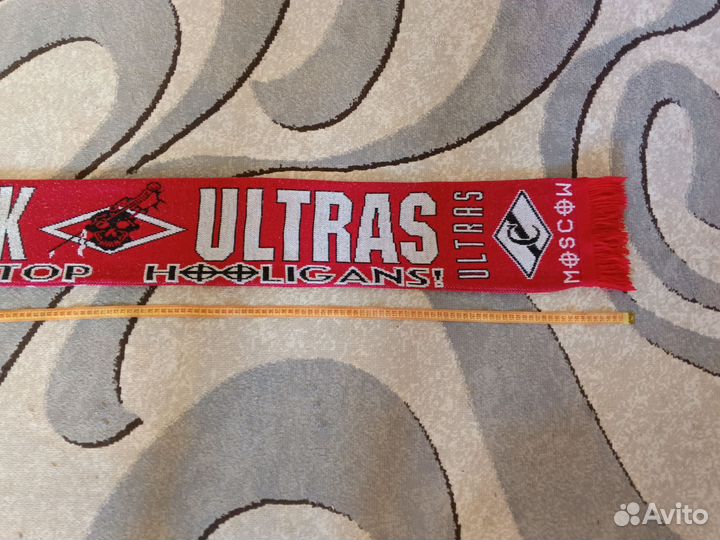 K ULTRAS
TOP HOOLIGANS!
ULTRAS
MOSCOW
Avito